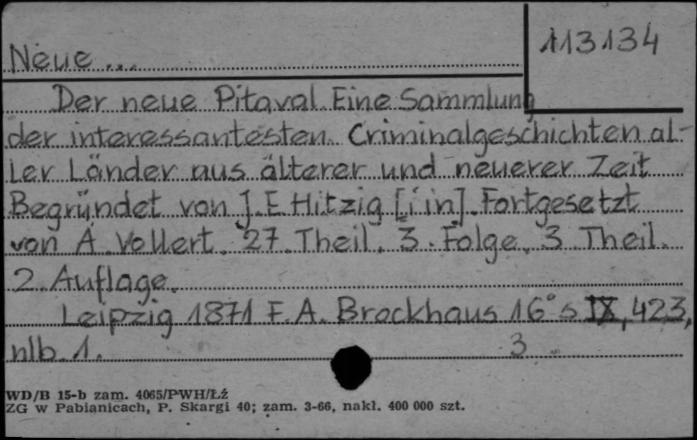 113134
Neue ...
Der neue Pitaval. Eine Sammlung
der interessantesten Criminalgeschichten al-
ler Länder aus älterer und neuerer Zeit
Begründet von J. E. Hitzig [i in]. Fortgesetzt
von A. Vollert. 27. Theil. 3. Folge. 3 Theil.
2. Auflage.
Leipzig 1871 F. A. Brockhaus 16° s IX, 423,
nlb 1. 3
WD/B 15-b zam. 4065/PWH/Łź
ZG w Pabianicach, P. Skargi 40; zam. 3-66, nakł. 400 000 szt.